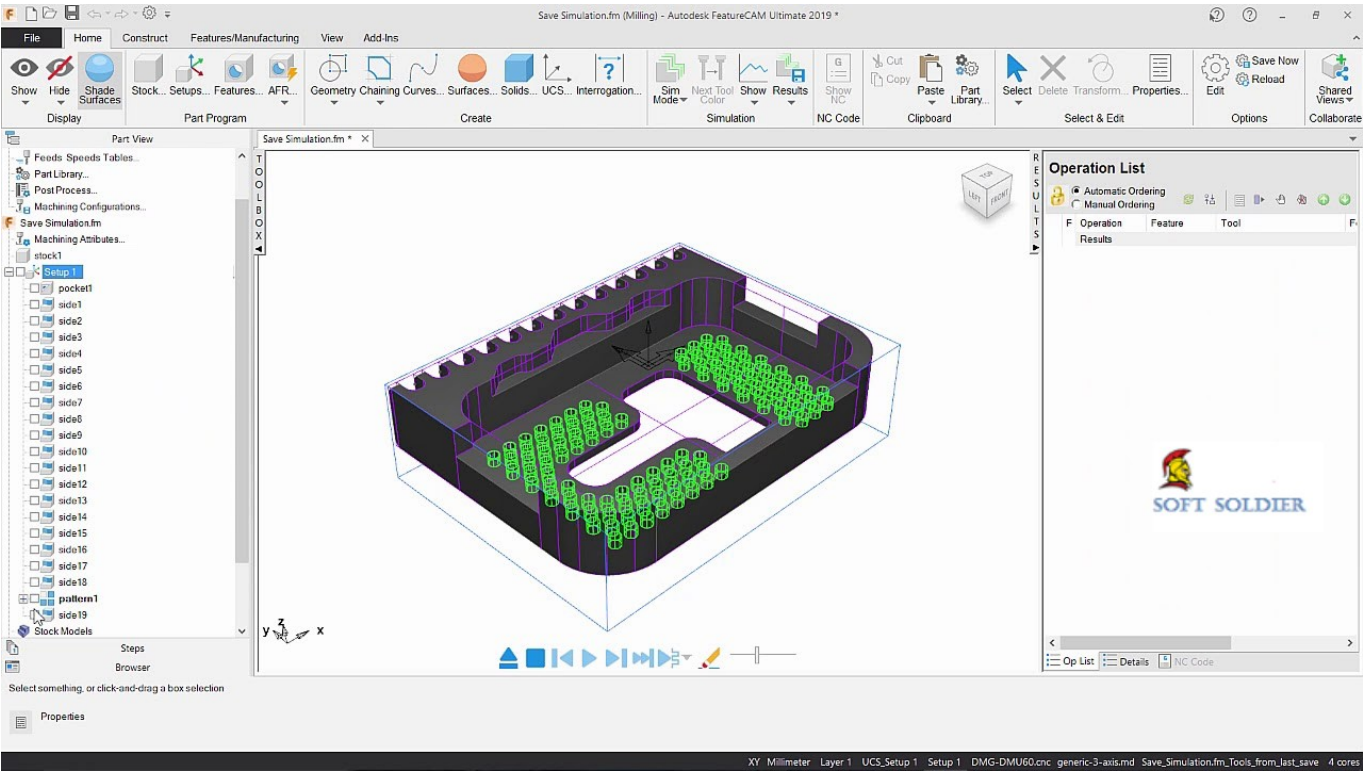 Save Simulation.fm (Milling) - Autodesk FeatureCAM Ultimate 2019 *
File Home Construct Features/Manufacturing View Add-Ins
Show Hide Shade Surfaces
Stock... Setups... Features... AFR...
Geometry Chaining Curves... Surfaces... Solids... UCS... Interrogation...
Sim Mode Next Tool Color Show Results
Show NC
Cut
Copy
Paste Part Library...
Select Delete Transform... Properties...
Edit Save Now
Reload
Shared Views
Display Part Program Create Simulation NC Code Clipboard Select & Edit Options Collaborate
Part View
Save Simulation.fm *
Feeds Speeds Tables...
Part Library...
Post Process...
Machining Configurations...
Save Simulation.fm
Machining Attributes...
stock1
Setup 1
pocket1
side1
side2
side3
side4
side5
side6
side7
side8
side9
side10
side11
side12
side13
side14
side15
side16
side17
side18
pattern1
side19
Stock Models
Steps
Browser
TOOLBOX
TOP
LEFT FRONT
z
y x
RESULTS
Operation List
Automatic Ordering
Manual Ordering
F Operation Feature Tool
Results
SOFT SOLDIER
Op List Details NC Code
Select something, or click-and-drag a box selection
Properties
XY Millimeter Layer 1 UCS_Setup 1 Setup 1 DMG-DMU60.cnc generic-3-axis.md Save_Simulation.fm_Tools_from_last_save 4 cores